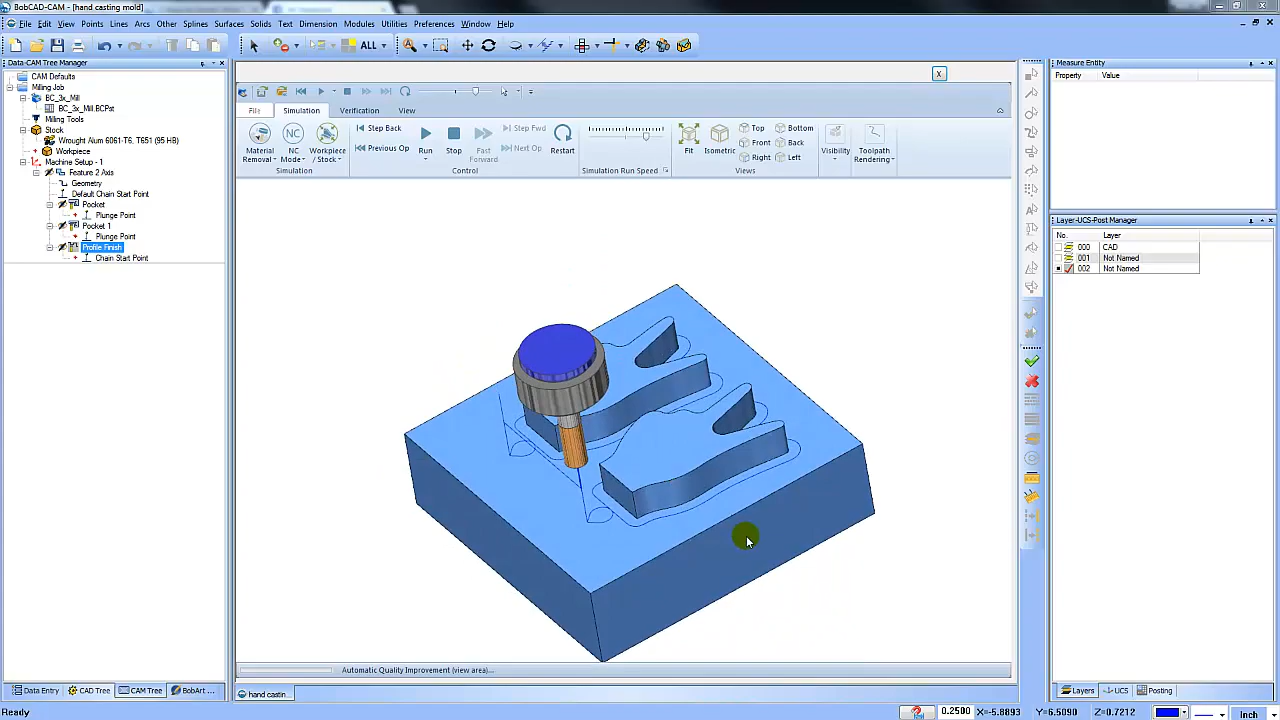 BobCAD-CAM (hand casting mold)
File Edit View Points Lines Arcs Other Splines Surfaces Solids Text Dimension Modules Utilities Preferences Window Help
ALL
Data-CAM Tree Manager
CAM Defaults
Milling Job
BC_3x_Mill
BC_3x_Mill.BCPst
Milling Tools
Stock
Wrought Alum 6061-T6, T651 (95 HB)
Workpiece
Machine Setup - 1
Feature 2 Axis
Geometry
Default Chain Start Point
Pocket
Plunge Point
Pocket 1
Plunge Point
Profile Finish
Chain Start Point
Data Entry CAD Tree CAM Tree BobArt ...
File Simulation Verification View
Material Removal NC Mode Workpiece / Stock
Simulation
Step Back
Previous Op
Run Stop Fast Forward
Step Fwd
Next Op
Restart
Control
Simulation Run Speed
Fit Isometric
Top Bottom
Front Back
Right Left
Views
Visibility Toolpath Rendering
Automatic Quality Improvement (view area)...
hand castin...
Measure Entity
Property Value
Layer-UCS-Post Manager
No. Layer
000 CAD
001 Not Named
002 Not Named
Layers UCS Posting
Ready
0.2500 X=-5.8893 Y=6.5090 Z=0.7212 Inch